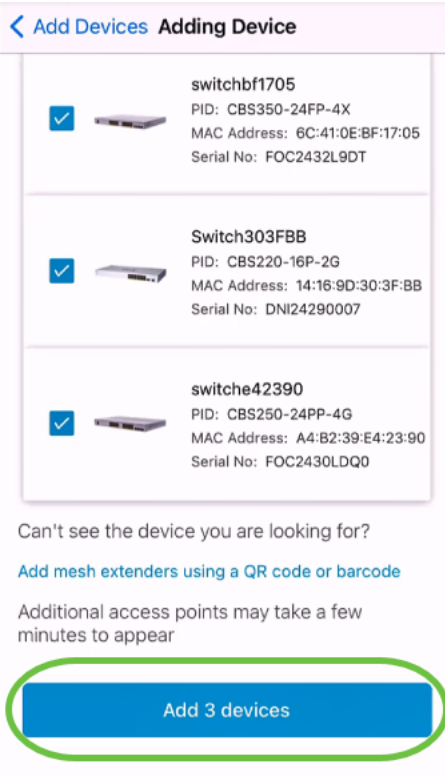 Add Devices Adding Device
switchbf1705
PID: CBS350-24FP-4X
MAC Address: 6C:41:0E:BF:17:05
Serial No: FOC2432L9DT
Switch303FBB
PID: CBS220-16P-2G
MAC Address: 14:16:9D:30:3F:BB
Serial No: DNI24290007
switche42390
PID: CBS250-24PP-4G
MAC Address: A4:B2:39:E4:23:90
Serial No: FOC2430LDQ0
Can't see the device you are looking for?
Add mesh extenders using a QR code or barcode
Additional access points may take a few
minutes to appear
Add 3 devices